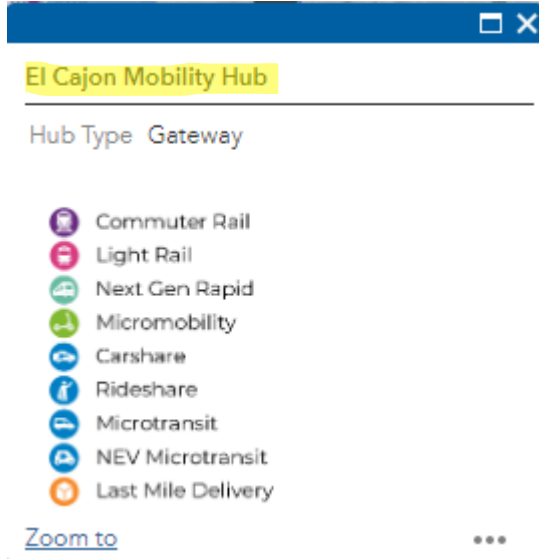 El Cajon Mobility Hub
Hub Type Gateway
Commuter Rail
Light Rail
Next Gen Rapid
Micromobility
Carshare
Rideshare
Microtransit
NEV Microtransit
Last Mile Delivery
Zoom to